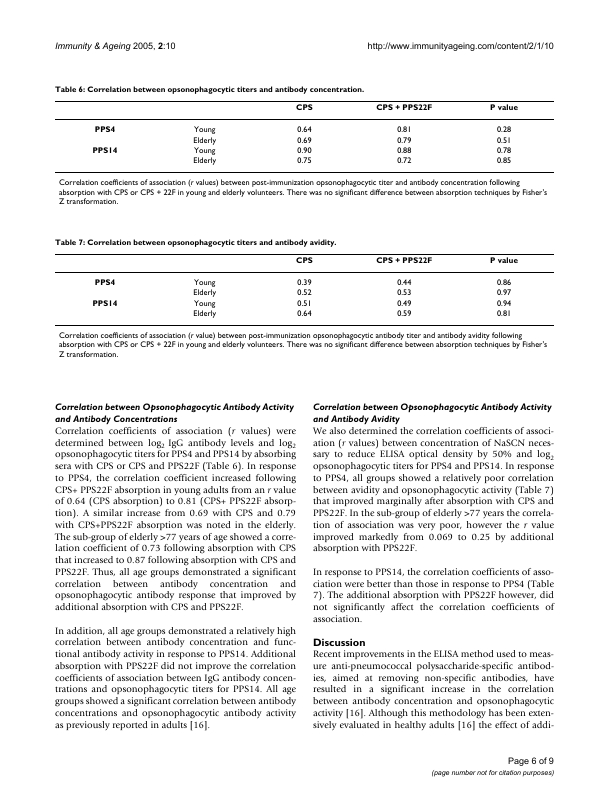 Immunity & Ageing 2005, 2:10
http://www.immunityageing.com/content/2/1/10
Table 6: Correlation between opsonophagocytic titers and antibody concentration.
CPS CPS + PPS22F P value
PPS4 Young 0.64 0.81 0.28
Elderly 0.69 0.79 0.51
PPS14 Young 0.90 0.88 0.78
Elderly 0.75 0.72 0.85
Correlation coefficients of association (r values) between post-immunization opsonophagocytic titer and antibody concentration following
absorption with CPS or CPS + 22F in young and elderly volunteers. There was no significant difference between absorption techniques by Fisher's
Z transformation.
Table 7: Correlation between opsonophagocytic titers and antibody avidity.
CPS CPS + PPS22F P value
PPS4 Young 0.39 0.44 0.86
Elderly 0.52 0.53 0.97
PPS14 Young 0.51 0.49 0.94
Elderly 0.64 0.59 0.81
Correlation coefficients of association (r value) between post-immunization opsonophagocytic antibody titer and antibody avidity following
absorption with CPS or CPS + 22F in young and elderly volunteers. There was no significant difference between absorption techniques by Fisher's
Z transformation.
Correlation between Opsonophagocytic Antibody Activity
and Antibody Concentrations
Correlation coefficients of association (r values) were
determined between log2 IgG antibody levels and log2
opsonophagocytic titers for PPS4 and PPS14 by absorbing
sera with CPS or CPS and PPS22F (Table 6). In response
to PPS4, the correlation coefficient increased following
CPS+ PPS22F absorption in young adults from an r value
of 0.64 (CPS absorption) to 0.81 (CPS+ PPS22F absorp-
tion). A similar increase from 0.69 with CPS and 0.79
with CPS+PPS22F absorption was noted in the elderly.
The sub-group of elderly >77 years of age showed a corre-
lation coefficient of 0.73 following absorption with CPS
that increased to 0.87 following absorption with CPS and
PPS22F. Thus, all age groups demonstrated a significant
correlation between antibody concentration and
opsonophagocytic antibody response that improved by
additional absorption with CPS and PPS22F.
In addition, all age groups demonstrated a relatively high
correlation between antibody concentration and func-
tional antibody activity in response to PPS14. Additional
absorption with PPS22F did not improve the correlation
coefficients of association between IgG antibody concen-
trations and opsonophagocytic titers for PPS14. All age
groups showed a significant correlation between antibody
concentrations and opsonophagocytic antibody activity
as previously reported in adults [16].
Correlation between Opsonophagocytic Antibody Activity
and Antibody Avidity
We also determined the correlation coefficients of associ-
ation (r values) between concentration of NaSCN neces-
sary to reduce ELISA optical density by 50% and log2
opsonophagocytic titers for PPS4 and PPS14. In response
to PPS4, all groups showed a relatively poor correlation
between avidity and opsonophagocytic activity (Table 7)
that improved marginally after absorption with CPS and
PPS22F. In the sub-group of elderly >77 years the correla-
tion of association was very poor, however the r value
improved markedly from 0.069 to 0.25 by additional
absorption with PPS22F.
In response to PPS14, the correlation coefficients of asso-
ciation were better than those in response to PPS4 (Table
7). The additional absorption with PPS22F however, did
not significantly affect the correlation coefficients of
association.
Discussion
Recent improvements in the ELISA method used to meas-
ure anti-pneumococcal polysaccharide-specific antibod-
ies, aimed at removing non-specific antibodies, have
resulted in a significant increase in the correlation
between antibody concentration and opsonophagocytic
activity [16]. Although this methodology has been exten-
sively evaluated in healthy adults [16] the effect of addi-
Page 6 of 9
(page number not for citation purposes)